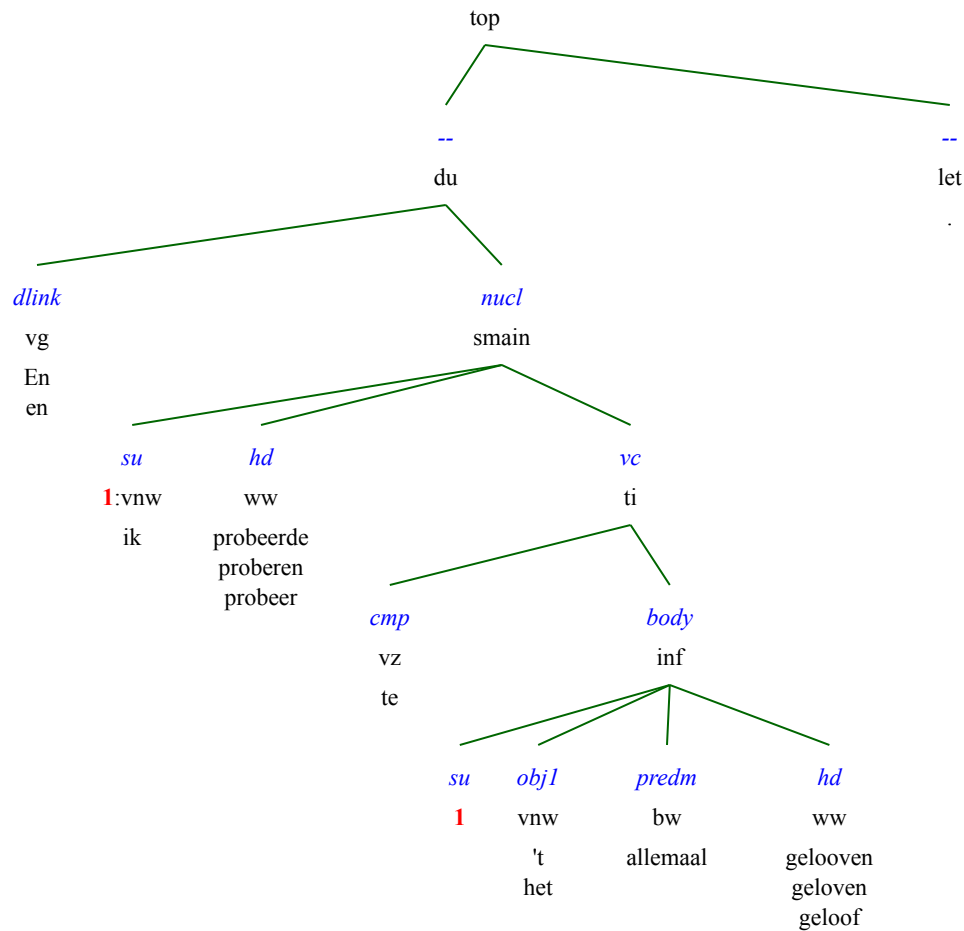 top
-- --
du let
.
dlink nucl
vg smain
En
en
su hd vc
1:vnw ww ti
ik probeerde
proberen
probeer
cmp body
vz inf
te
su obj1 predm hd
1 vnw bw ww
't allemaal gelooven
het geloven
geloof